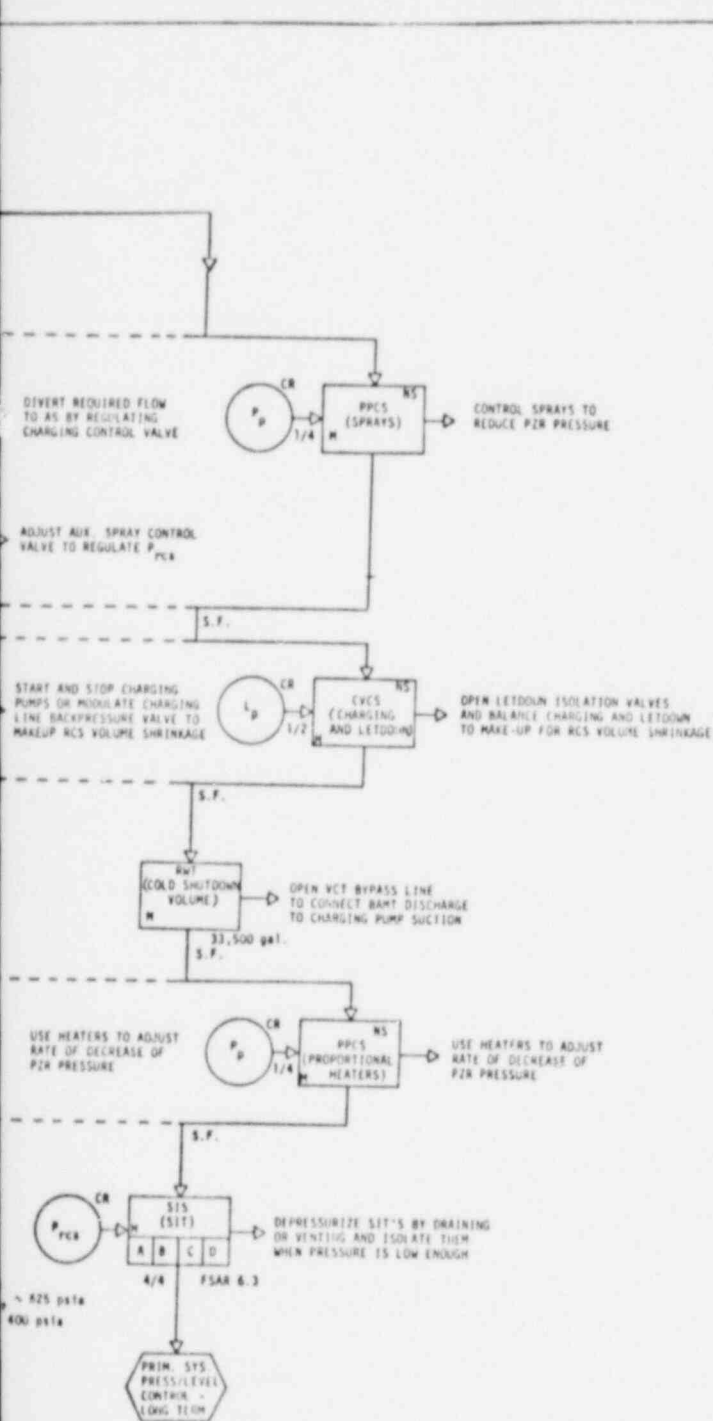 DIVERT REQUIRED FLOW
TO AS BY REGULATING
CHARGING CONTROL VALVE
P_p
CR
1/4
NS
PPCS
(SPRAYS)
M
CONTROL SPRAYS TO
REDUCE PZR PRESSURE
ADJUST AUX. SPRAY CONTROL
VALVE TO REGULATE P_rcs
S.F.
START AND STOP CHARGING
PUMPS OR MODULATE CHARGING
LINE BACKPRESSURE VALVE TO
MAKEUP RCS VOLUME SHRINKAGE
L_p
CR
1/2
NS
CVCS
(CHARGING
AND LETDOWN)
M
OPEN LETDOWN ISOLATION VALVES
AND BALANCE CHARGING AND LETDOWN
TO MAKE-UP FOR RCS VOLUME SHRINKAGE
S.F.
RWT
(COLD SHUTDOWN
VOLUME)
M
OPEN VCT BYPASS LINE
TO CONNECT BAMT DISCHARGE
TO CHARGING PUMP SUCTION
33,500 gal.
S.F.
USE HEATERS TO ADJUST
RATE OF DECREASE OF
PZR PRESSURE
P_p
CR
1/4
NS
PPCS
(PROPORTIONAL
HEATERS)
M
USE HEATERS TO ADJUST
RATE OF DECREASE OF
PZR PRESSURE
S.F.
P_rcs
CR
SIS
(SIT)
M
A B C D
4/4 FSAR 6.3
DEPRESSURIZE SIT'S BY DRAINING
OR VENTING AND ISOLATE THEM
WHEN PRESSURE IS LOW ENOUGH
~ 625 psia
400 psia
PRIM. SYS.
PRESS/LEVEL
CONTROL -
LONG TERM